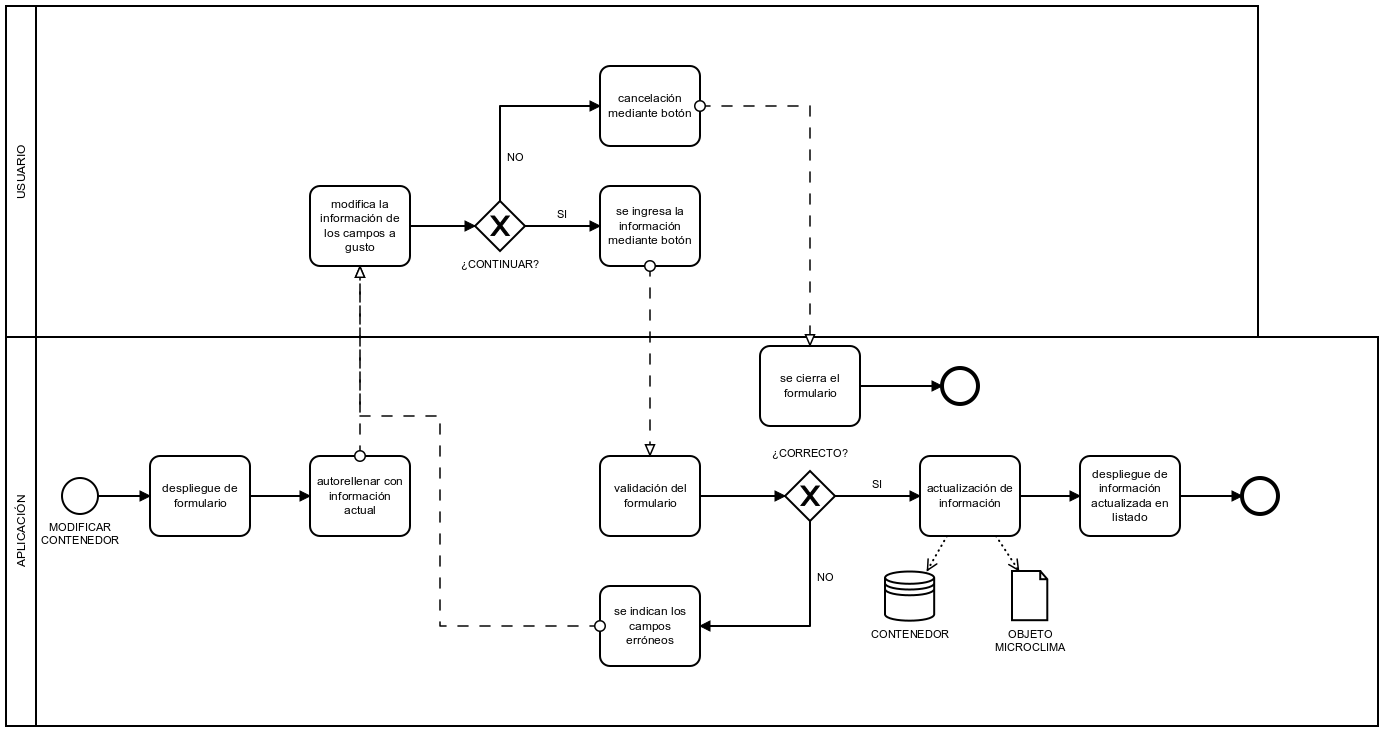 USUARIO
cancelación
mediante botón
NO
modifica la
información de
los campos a
gusto
SI
se ingresa la
información
mediante botón
¿CONTINUAR?
APLICACIÓN
se cierra el
formulario
¿CORRECTO?
MODIFICAR
CONTENEDOR
despliegue de
formulario
autorellenar con
información
actual
validación del
formulario
SI
actualización de
información
despliegue de
información
actualizada en
listado
NO
se indican los
campos
erróneos
CONTENEDOR
OBJETO
MICROCLIMA